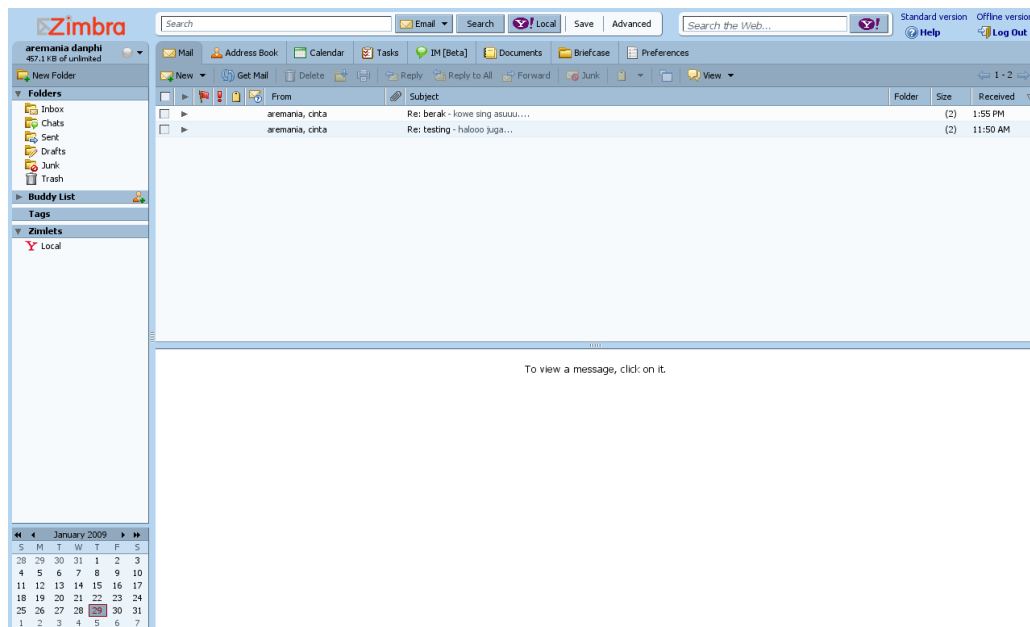 Zimbra
Search Email Search Y! Local Save Advanced Search the Web... Y!
Standard version Offline version
Help Log Out
aremania danphi
457.1 KB of unlimited
Mail Address Book Calendar Tasks IM [Beta] Documents Briefcase Preferences
New Folder
New Get Mail Delete Reply Reply to All Forward Junk View 1 - 2
Folders
Inbox
Chats
Sent
Drafts
Junk
Trash
Buddy List
Tags
Zimlets
Local
From Subject Folder Size Received
aremania, cinta Re: berak - kowe sing asuuu.... (2) 1:55 PM
aremania, cinta Re: testing - halooo juga... (2) 11:50 AM
To view a message, click on it.
January 2009
S M T W T F S
28 29 30 31 1 2 3
4 5 6 7 8 9 10
11 12 13 14 15 16 17
18 19 20 21 22 23 24
25 26 27 28 29 30 31
1 2 3 4 5 6 7